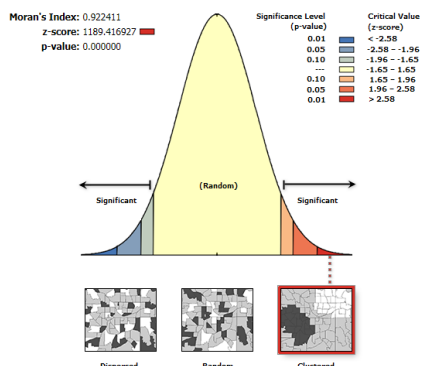 Moran's Index: 0.922411
z-score: 1189.416927
p-value: 0.000000
Significance Level (p-value)
Critical Value (z-score)
0.01 < -2.58
0.05 -2.58 – -1.96
0.10 -1.96 – -1.65
--- -1.65 – 1.65
0.10 1.65 – 1.96
0.05 1.96 – 2.58
0.01 > 2.58
(Random)
Significant
Significant
Dispersed
Random
Clustered